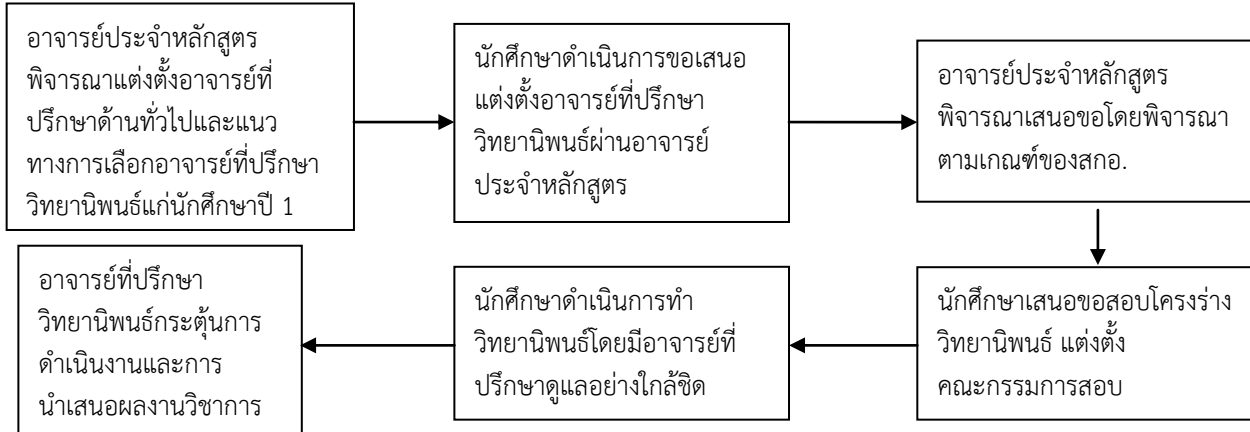 อาจารย์ประจำหลักสูตร
พิจารณาแต่งตั้งอาจารย์ที่
ปรึกษาด้านทั่วไปและแนว
ทางการเลือกอาจารย์ที่ปรึกษา
วิทยานิพนธ์แก่นักศึกษาปี 1
นักศึกษาดำเนินการขอเสนอ
แต่งตั้งอาจารย์ที่ปรึกษา
วิทยานิพนธ์ผ่านอาจารย์
ประจำหลักสูตร
อาจารย์ประจำหลักสูตร
พิจารณาเสนอขอโดยพิจารณา
ตามเกณฑ์ของสกอ.
นักศึกษาเสนอขอสอบโครงร่าง
วิทยานิพนธ์ แต่งตั้ง
คณะกรรมการสอบ
นักศึกษาดำเนินการทำ
วิทยานิพนธ์โดยมีอาจารย์ที่
ปรึกษาดูแลอย่างใกล้ชิด
อาจารย์ที่ปรึกษา
วิทยานิพนธ์กระตุ้นการ
ดำเนินงานและการ
นำเสนอผลงานวิชาการ